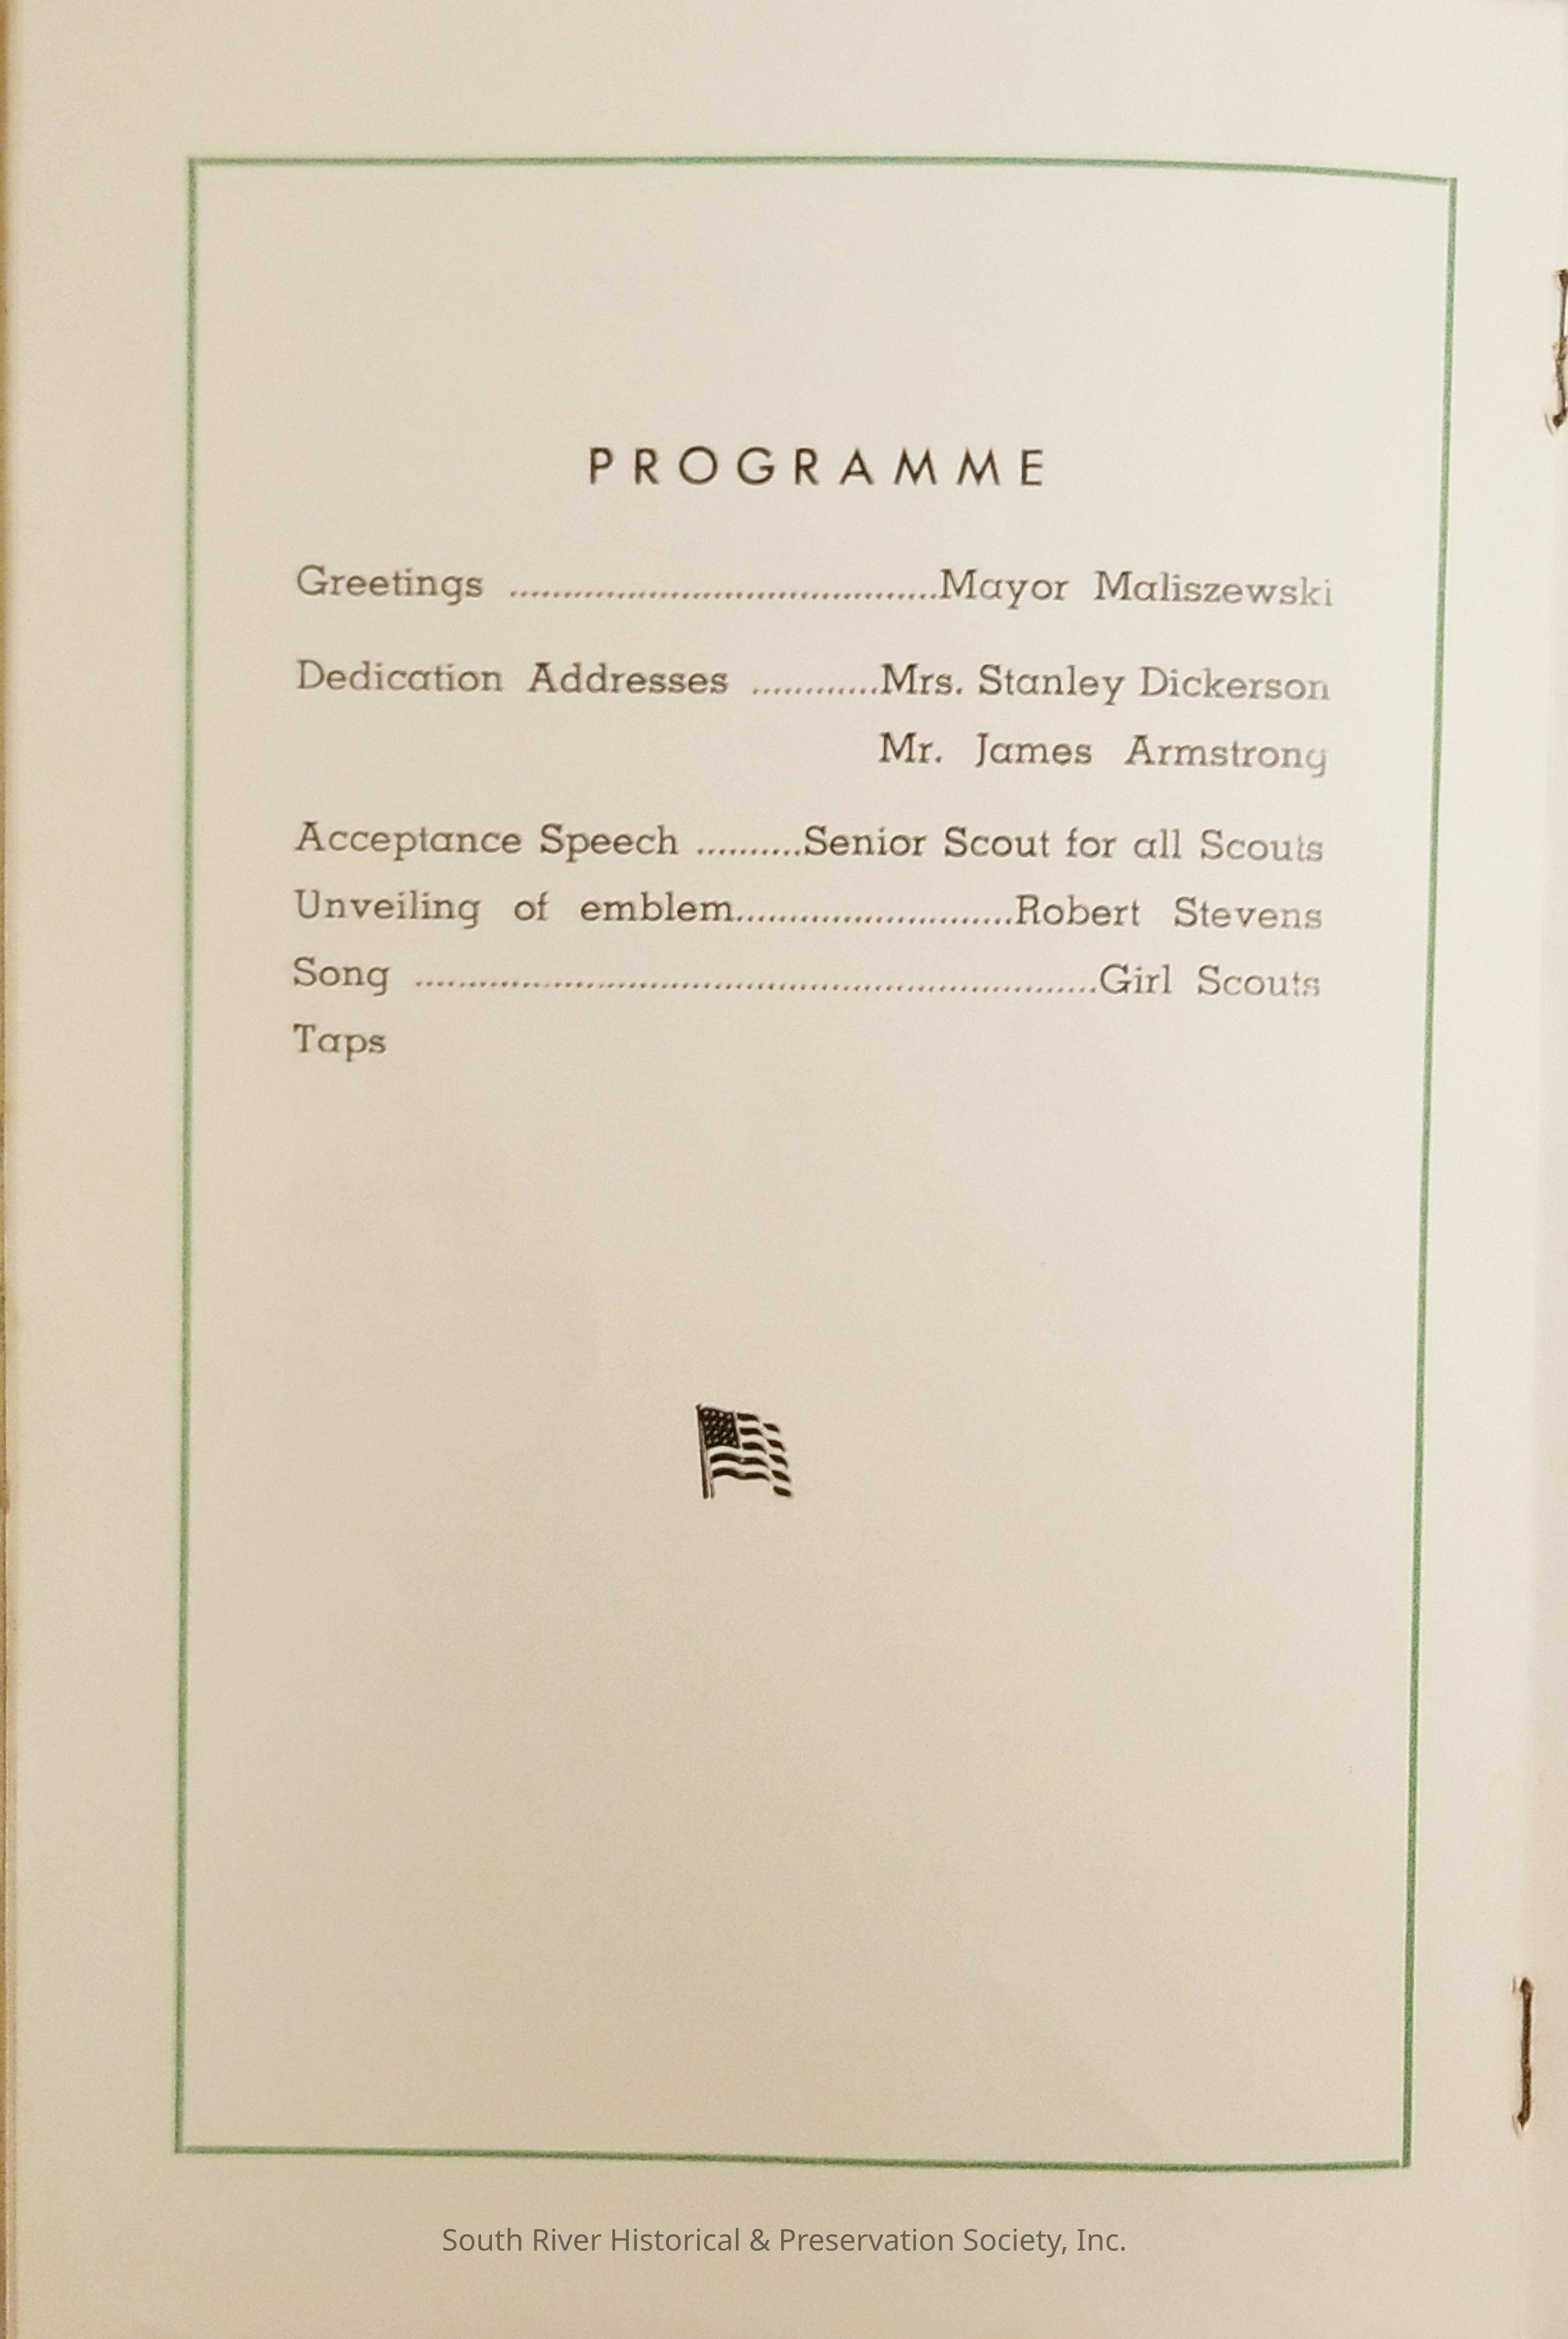 PROGRAMME
Greetings ........................................Mayor Maliszewski
Dedication Addresses ............Mrs. Stanley Dickerson
Mr. James Armstrong
Acceptance Speech ..........Senior Scout for all Scouts
Unveiling of emblem..........................Robert Stevens
Song ................................................................Girl Scouts
Taps
South River Historical & Preservation Society, Inc.